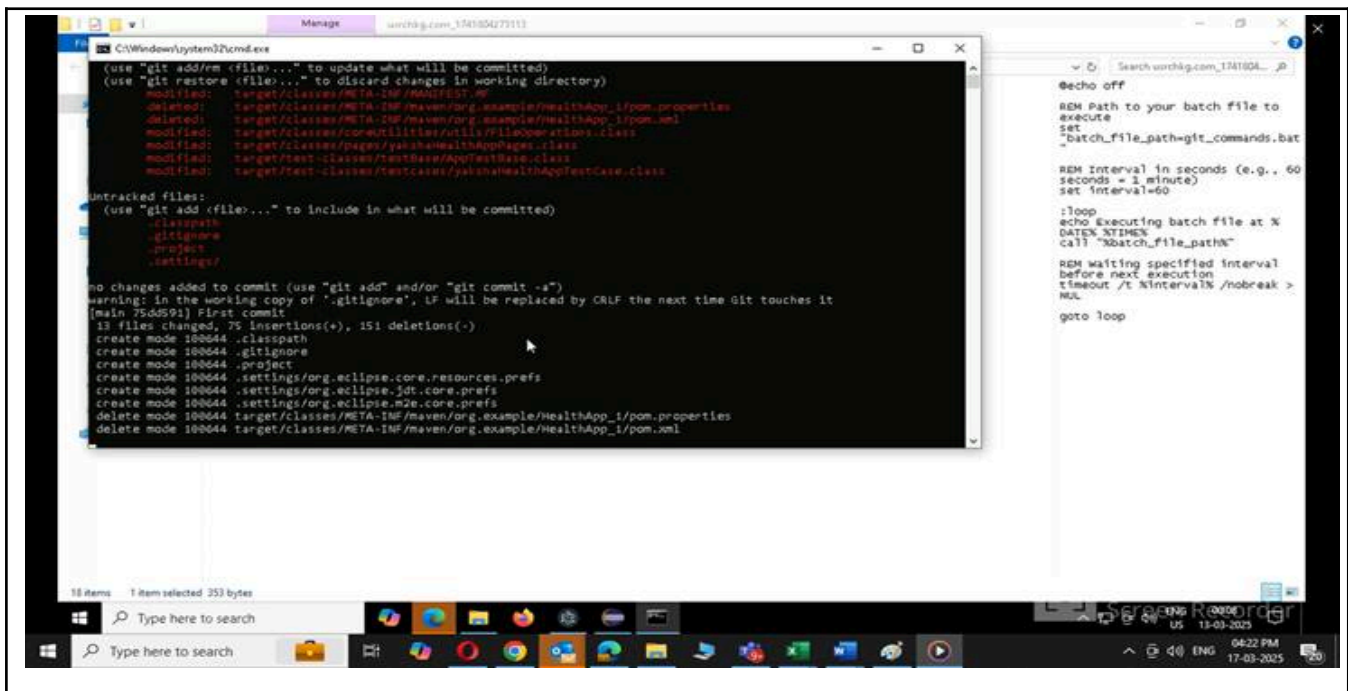 Manage
C:\Windows\system32\cmd.exe
(use "git add/rm <file>..." to update what will be committed)
(use "git restore <file>..." to discard changes in working directory)
modified: target/classes/META-INF/MANIFEST.MF
deleted: target/classes/META-INF/maven/org.example/HealthApp_1/pom.properties
deleted: target/classes/META-INF/maven/org.example/HealthApp_1/pom.xml
modified: target/classes/coreUtilities/utils/FileOperations.class
modified: target/classes/pages/yakshaHealthAppPages.class
modified: target/test-classes/testBase/AppTestBase.class
modified: target/test-classes/testcases/yakshaHealthAppTestCase.class
Untracked files:
(use "git add <file>..." to include in what will be committed)
.classpath
.gitignore
.project
.settings/
no changes added to commit (use "git add" and/or "git commit -a")
warning: in the working copy of '.gitignore', LF will be replaced by CRLF the next time Git touches it
[main 75dd591] First commit
13 files changed, 75 insertions(+), 151 deletions(-)
create mode 100644 .classpath
create mode 100644 .gitignore
create mode 100644 .project
create mode 100644 .settings/org.eclipse.core.resources.prefs
create mode 100644 .settings/org.eclipse.jdt.core.prefs
create mode 100644 .settings/org.eclipse.m2e.core.prefs
delete mode 100644 target/classes/META-INF/maven/org.example/HealthApp_1/pom.properties
delete mode 100644 target/classes/META-INF/maven/org.example/HealthApp_1/pom.xml
Search
@echo off
REM Path to your batch file to
execute
set
"batch_file_path=git_commands.bat
"
REM Interval in seconds (e.g., 60
seconds = 1 minute)
set interval=60
:loop
echo Executing batch file at %
DATE% %TIME%
call "%batch_file_path%"
REM Waiting specified interval
before next execution
timeout /t %interval% /nobreak >
NUL
goto loop
18 items 1 item selected 353 bytes
Type here to search
ENG
US
13-03-2025
Screen Recorder
Type here to search
ENG
04:22 PM
17-03-2025
20